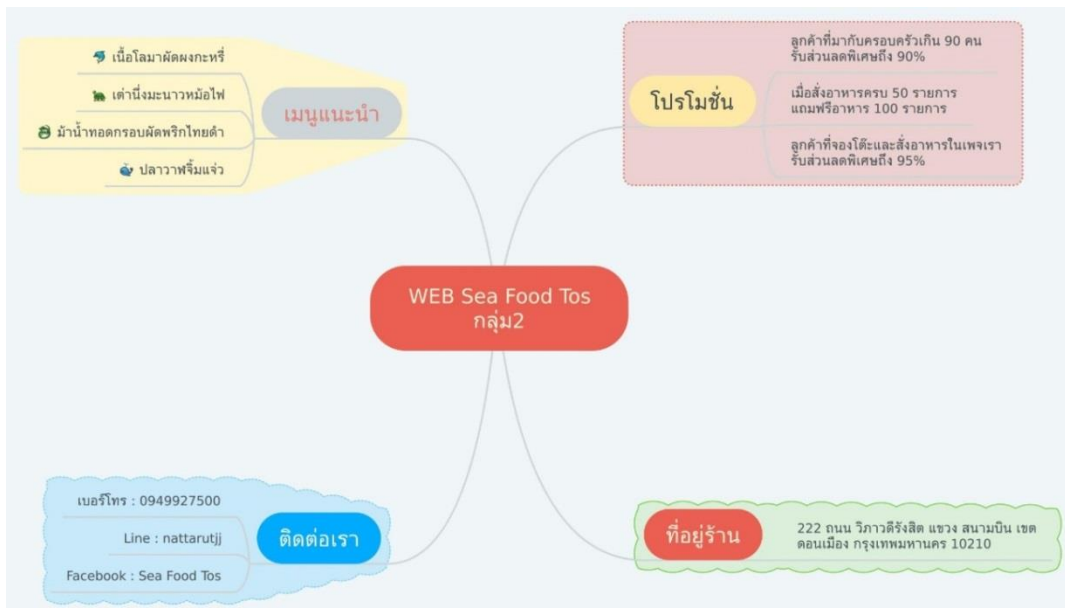 WEB Sea Food Tos
กลุ่ม2
เมนูแนะนำ
เนื้อโลมาผัดผงกะหรี่
เต่านึ่งมะนาวหม้อไฟ
ม้าน้ำทอดกรอบผัดพริกไทยดำ
ปลาวาฬจิ้มแจ่ว
โปรโมชั่น
ลูกค้าที่มากับครอบครัวเกิน 90 คน
รับส่วนลดพิเศษถึง 90%
เมื่อสั่งอาหารครบ 50 รายการ
แถมฟรีอาหาร 100 รายการ
ลูกค้าที่จองโต๊ะและสั่งอาหารในเพจเรา
รับส่วนลดพิเศษถึง 95%
ติดต่อเรา
เบอร์โทร : 0949927500
Line : nattarutjj
Facebook : Sea Food Tos
ที่อยู่ร้าน
222 ถนน วิภาวดีรังสิต แขวง สนามบิน เขต
ดอนเมือง กรุงเทพมหานคร 10210